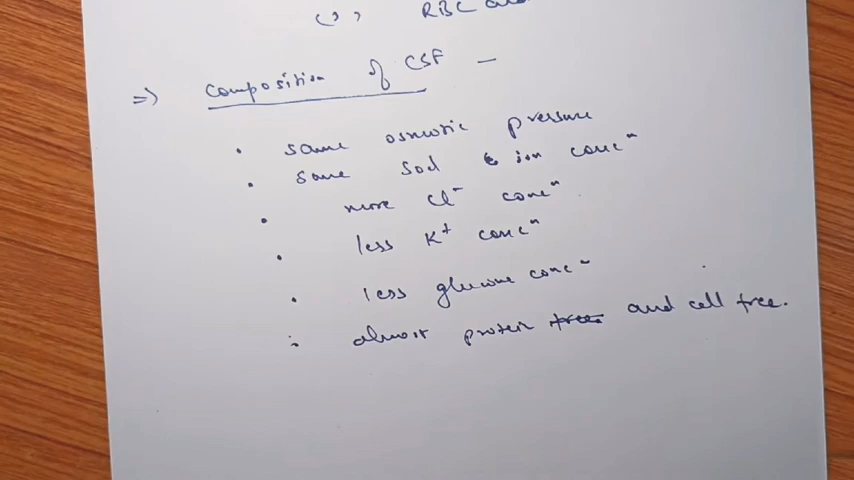 RBC and
=> Composition of CSF –
• same osmotic pressure
• same sod ion concⁿ
• more Cl⁻ concⁿ
• less K⁺ concⁿ
• less glucose concⁿ
• almost protein free and cell free.